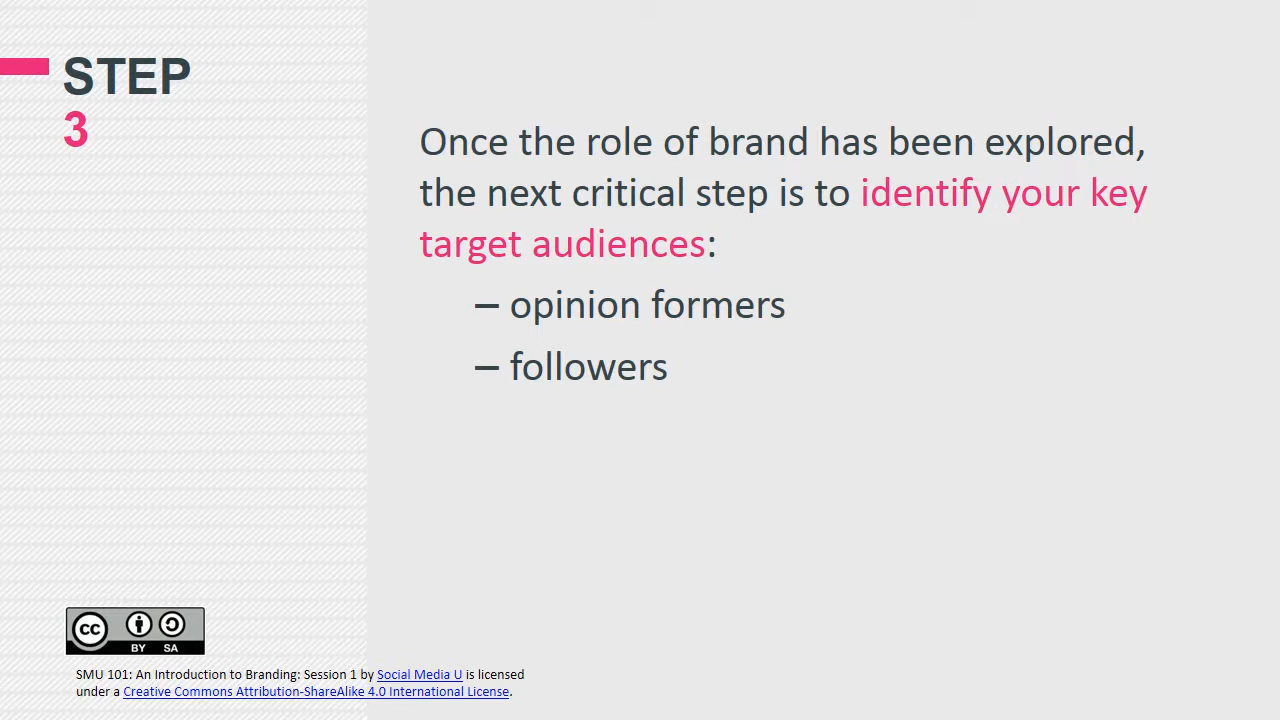 STEP
3
Once the role of brand has been explored,
the next critical step is to identify your key
target audiences:
– opinion formers
– followers
cc
BY SA
SMU 101: An Introduction to Branding: Session 1 by Social Media U is licensed
under a Creative Commons Attribution-ShareAlike 4.0 International License.